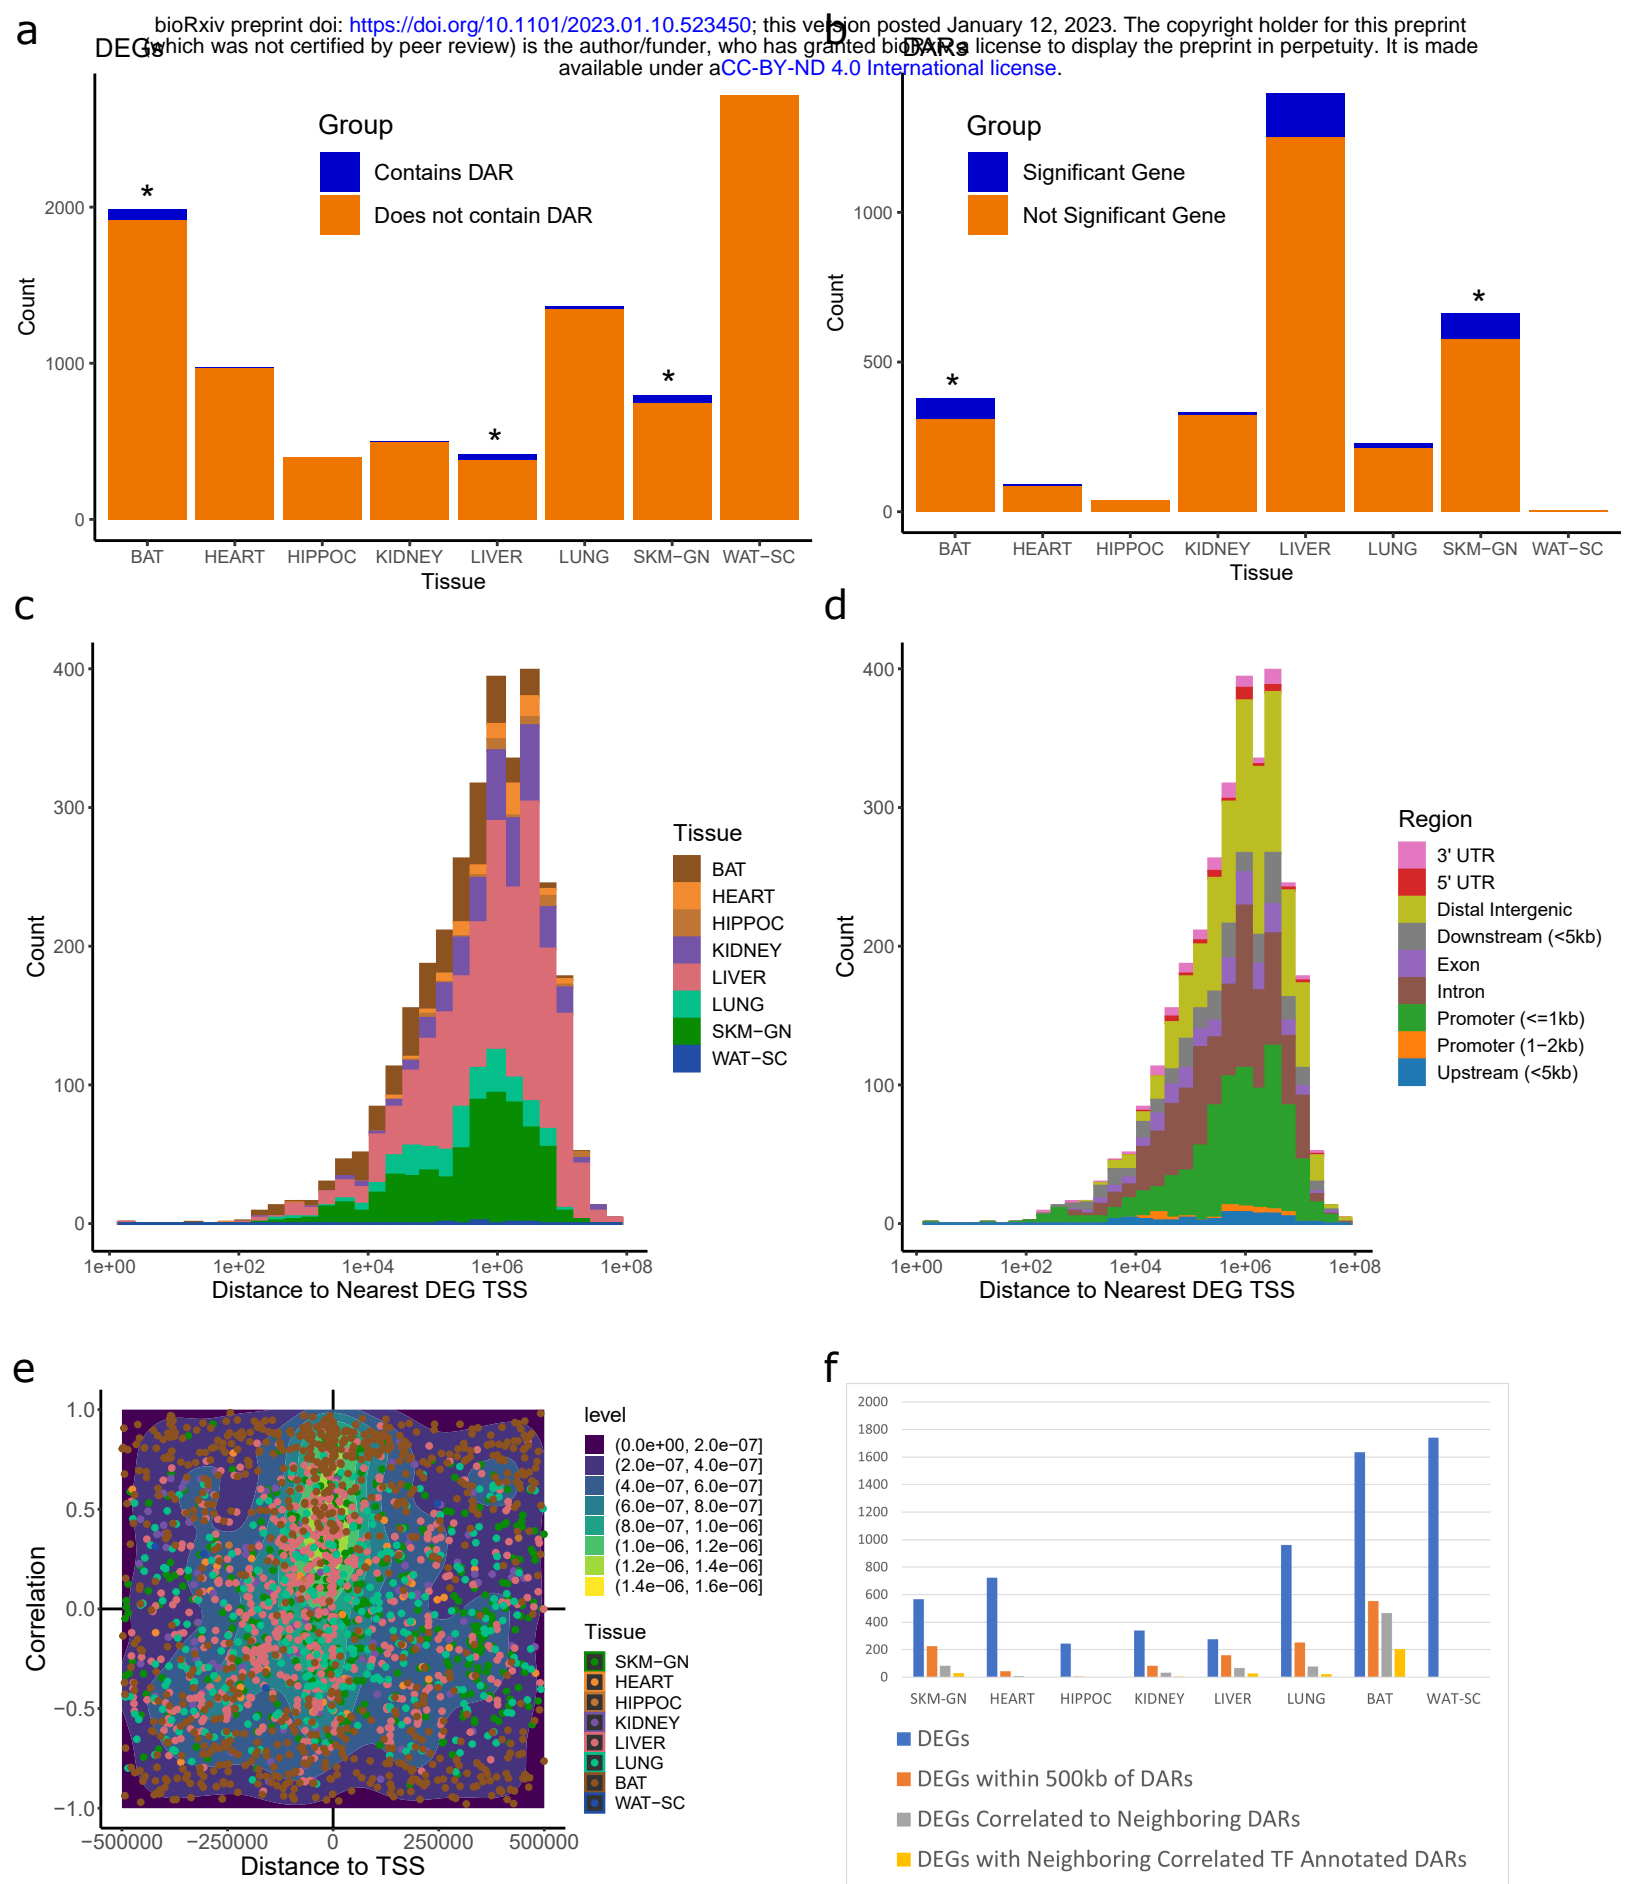 bioRxiv preprint doi: https://doi.org/10.1101/2023.01.10.523450; this version posted January 12, 2023. The copyright holder for this preprint
(which was not certified by peer review) is the author/funder, who has granted bioRxiv a license to display the preprint in perpetuity. It is made
available under aCC-BY-ND 4.0 International license.
a
DEGs
Group
Contains DAR
Does not contain DAR
* * *
2000
1000
0
Count
BAT HEART HIPPOC KIDNEY LIVER LUNG SKM−GN WAT−SC
Tissue
b
DARs
Group
Significant Gene
Not Significant Gene
* *
1000
500
0
Count
BAT HEART HIPPOC KIDNEY LIVER LUNG SKM−GN WAT−SC
Tissue
c
400
300
200
100
0
Count
1e+00 1e+02 1e+04 1e+06 1e+08
Distance to Nearest DEG TSS
Tissue
BAT
HEART
HIPPOC
KIDNEY
LIVER
LUNG
SKM−GN
WAT−SC
d
400
300
200
100
0
Count
1e+00 1e+02 1e+04 1e+06 1e+08
Distance to Nearest DEG TSS
Region
3' UTR
5' UTR
Distal Intergenic
Downstream (<5kb)
Exon
Intron
Promoter (<=1kb)
Promoter (1−2kb)
Upstream (<5kb)
e
1.0
0.5
0.0
−0.5
−1.0
Correlation
−500000 −250000 0 250000 500000
Distance to TSS
level
(0.0e+00, 2.0e−07]
(2.0e−07, 4.0e−07]
(4.0e−07, 6.0e−07]
(6.0e−07, 8.0e−07]
(8.0e−07, 1.0e−06]
(1.0e−06, 1.2e−06]
(1.2e−06, 1.4e−06]
(1.4e−06, 1.6e−06]
Tissue
SKM−GN
HEART
HIPPOC
KIDNEY
LIVER
LUNG
BAT
WAT−SC
f
2000
1800
1600
1400
1200
1000
800
600
400
200
0
SKM-GN HEART HIPPOC KIDNEY LIVER LUNG BAT WAT-SC
DEGs
DEGs within 500kb of DARs
DEGs Correlated to Neighboring DARs
DEGs with Neighboring Correlated TF Annotated DARs